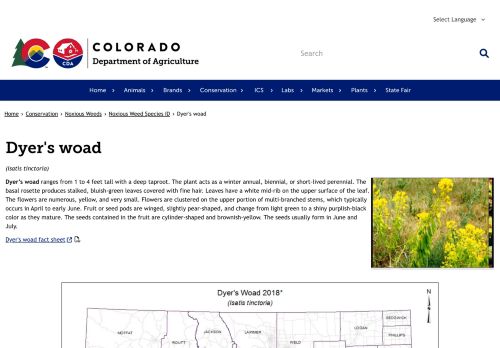 Select Language
COLORADO
Department of Agriculture
CDA
Search
Home Animals Brands Conservation ICS Labs Markets Plants State Fair
Home › Conservation › Noxious Weeds › Noxious Weed Species ID › Dyer's woad
Dyer's woad
(Isatis tinctoria)
Dyer's woad ranges from 1 to 4 feet tall with a deep taproot. The plant acts as a winter annual, biennial, or short-lived perennial. The
basal rosette produces stalked, bluish-green leaves covered with fine hair. Leaves have a white mid-rib on the upper surface of the leaf.
The flowers are numerous, yellow, and very small. Flowers are clustered on the upper portion of multi-branched stems, which typically
occurs in April to early June. Fruit or seed pods are winged, slightly pear-shaped, and change from light green to a shiny purplish-black
color as they mature. The seeds contained in the fruit are cylinder-shaped and brownish-yellow. The seeds usually form in June and
July.
Dyer's woad fact sheet
Dyer's Woad 2018*
(Isatis tinctoria)
N
SEDGWICK
LOGAN
PHILLIPS
MOFFAT
JACKSON
LARIMER
WELD
ROUTT